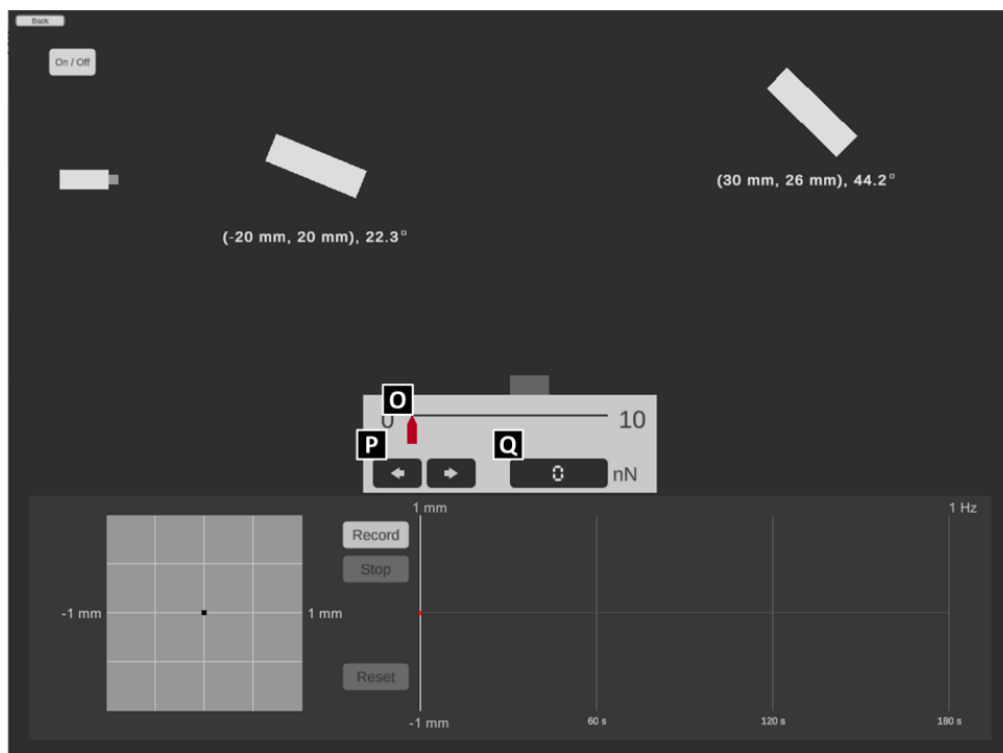 Back
On / Off
(30 mm, 26 mm), 44.2°
(-20 mm, 20 mm), 22.3°
O
0 10
P Q
0 nN
1 mm 1 Hz
Record
Stop
-1 mm 1 mm
Reset
-1 mm 60 s 120 s 180 s